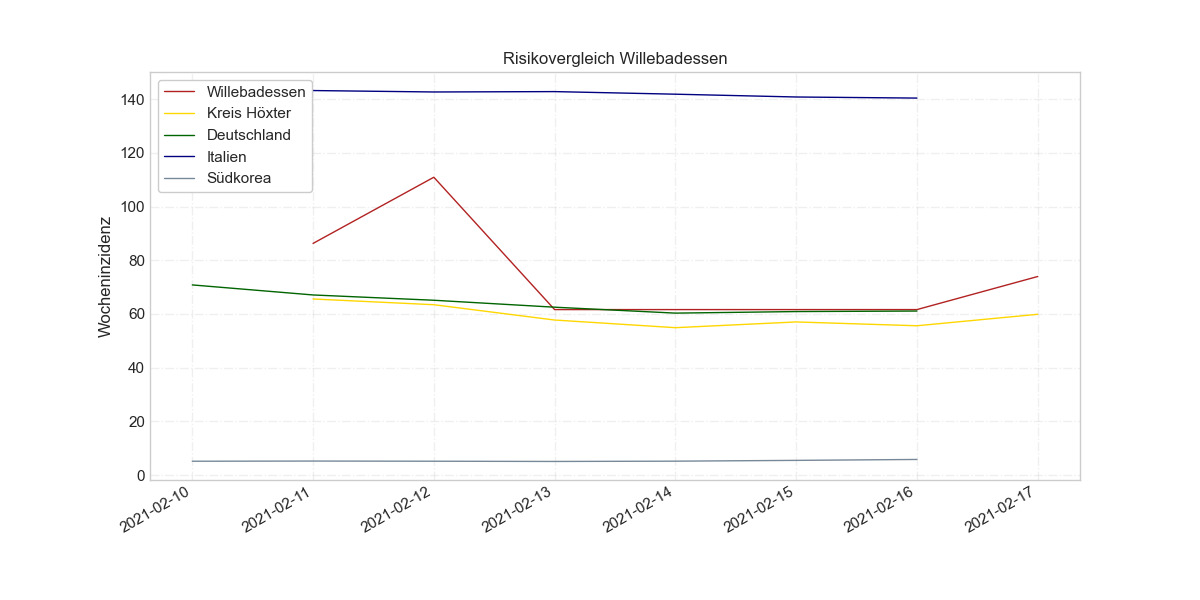 Risikovergleich Willebadessen
Willebadessen
Kreis Höxter
Deutschland
Italien
Südkorea
Wocheninzidenz
140
120
100
80
60
40
20
0
2021-02-10
2021-02-11
2021-02-12
2021-02-13
2021-02-14
2021-02-15
2021-02-16
2021-02-17